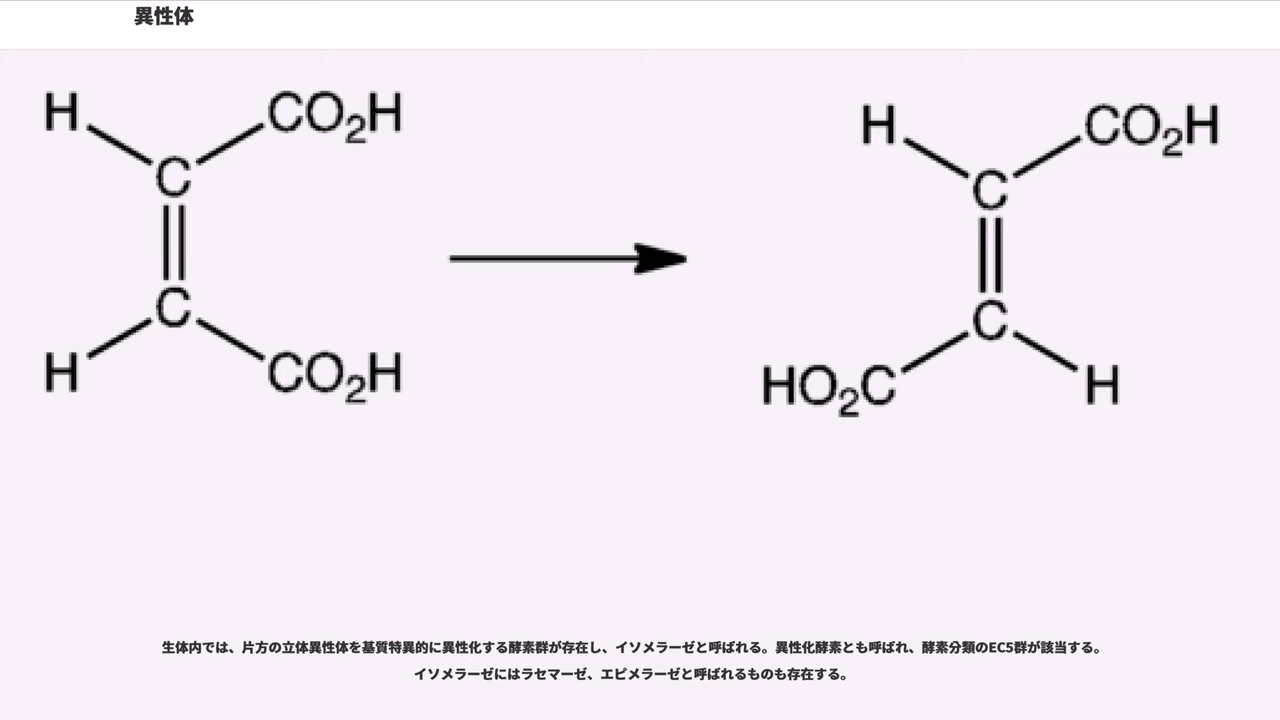 異性体
H CO2H
C
C
H CO2H
H CO2H
C
C
HO2C H
生体内では、片方の立体異性体を基質特異的に異性化する酵素群が存在し、イソメラーゼと呼ばれる。異性化酵素とも呼ばれ、酵素分類のEC5群が該当する。
イソメラーゼにはラセマーゼ、エピメラーゼと呼ばれるものも存在する。